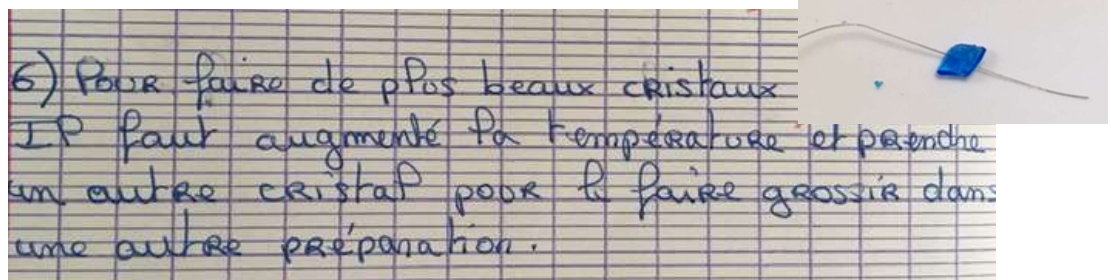 6) Pour faire de plus beaux cristaux
Il faut augmenté la température et prendre
un autre cristal pour le faire grossir dans
une autre préparation.